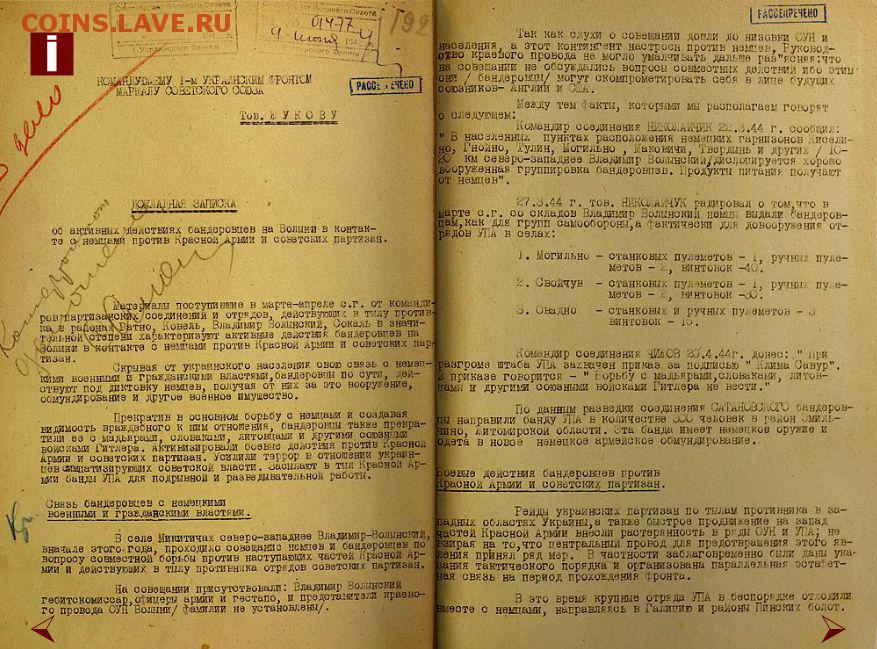 COINS.LAVE.RU
i
Украинского Фронта
01477
4 июня
192
РАССЕКРЕЧЕНО
КОМАНДУЮЩЕМУ 1-м УКРАИНСКИМ ФРОНТОМ
МАРШАЛУ СОВЕТСКОГО СОЮЗА
РАССЕКРЕЧЕНО
Тов. ЖУКОВУ
дело
ДОКЛАДНАЯ ЗАПИСКА
об активных действиях бандеровцев на Волыни в контак-
те с немцами против Красной Армии и советских партизан.
Материалы поступившие в марте-апреле с.г. от команди-
ров партизанских соединений и отрядов, действующих в тылу против-
ка в районах Ратно, Ковель, Владимир Волынский, Сокаль в значи-
тельной степени характеризуют активные действия бандеровцев на
Волыни в контакте с немцами против Красной Армии и советских пар-
тизан.
Скрывая от украинского населения свою связь с немец-
кими военными и гражданскими властями, бандеровцы по сути, дей-
ствуют под диктовку немец, получая от них за это вооружение,
обмундирование и другое военное имущество.
Прекратив в основном борьбу с немцами и создавая
видимость враждебного к ним отношения, бандеровцы также прекра-
тили ее с мадьярами, словаками, литовцами и другими союзными
войсками Гитлера. Активизировали боевые действия против Красной
Армии и советских партизан. Усилили террор в отношении украин-
цев симпатизирующих советской власти. Засылают в тыл Красной Ар-
мии банды УПА для подрывной и разведывательной работы.
Связь бандеровцев с немецкими
военными и гражданскими властями.
В селе Микитичах северо-западнее Владимир-Волынский,
вначале этого года, проходило совещание немцев и бандеровцев по
вопросу совместной борьбы против наступающих частей Красной Ар-
мии и действующих в тылу противника отрядов советских партизан.
На совещании присутствовали: Владимир Волынский
гебитскомиссар, офицеры армии и гестапо, и представители краево-
го провода ОУН Волыни/ фамилии не установлены/.
Так как слухи о совещании дошли до низовки ОУН и
населения, а этот контингент настроен против немцев, Руковод-
ство краевого провода не могло умалчивать дальше раз"ясняя: что
на совещании не обсуждались вопросы совместных действий ибо этим
они / бандеровцы/ могут скомпрометировать себя в лице будущих
союзников- Англии и США.
Между тем факты, которыми мы располагаем говорят
о следующем:
Командир соединения НИКОЛАЙЧИК 22.3.44 г. сообщил:
" В населенных пунктах расположения немецких гарнизонов Кисели-
но, Гнойно, Тулин, Могильно, Маковичи, Твердынь и других / 10-
20 км северо-западнее Владимир Волынский/дислоцируется хорошо
вооруженная группировка бандеровцев. Продукты питания получают
от немцев".
27.3.44 г. тов. НИКОЛАЙЧУК радировал о том, что в
марте с.г. со складов Владимир Волынский немцы выдали бандеров-
цам, как для групп самообороны, а фактически для довооружения от-
рядов УПА в селах:
1. Могильно - станковых пулеметов - 1, ручных пуле-
метов - 2, винтовок -40.
2. Свойчув - станковых пулеметов - 1, ручных пуле-
метов - 2, винтовок -30.
3. Овадно - станковых и ручных пулеметов - 3
винтовок - 15.
Командир соединения 20.4.44г. донес: " При
разгроме штаба УПА захвачен приказ за подписью " Клима Савур".
В приказе говорится - " Борьбу с мадьярами, словаками, литов-
цами и другими союзными войсками Гитлера не вести."
По данным разведки соединения САТАНОВСКОГО бандеров-
цы направили банду УПА в количестве 300 человек в район Емиль-
чино, Житомирской области. Эта банда имеет немецкое оружие и
одета в новое немецкое армейское обмундирование.
Боевые действия бандеровцев против
Красной Армии и советских партизан.
Рейды украинских партизан по тылам противника в за-
падных областях Украины, а также быстрое продвижение на запад
частей Красной Армии внесли растерянность в ряды ОУН и УПА; не
взирая на то, что центральный провод для предотвращения этого яв-
ления принял ряд мер. В частности заблаговременно были даны ука-
зания тактического порядка и организована параллельная эстафет-
ная связь на период прохождения фронта.
В это время крупные отряда УПА в беспорядке отходили
вместе с немцами, направляясь в Галицию и районы Пинских болот.